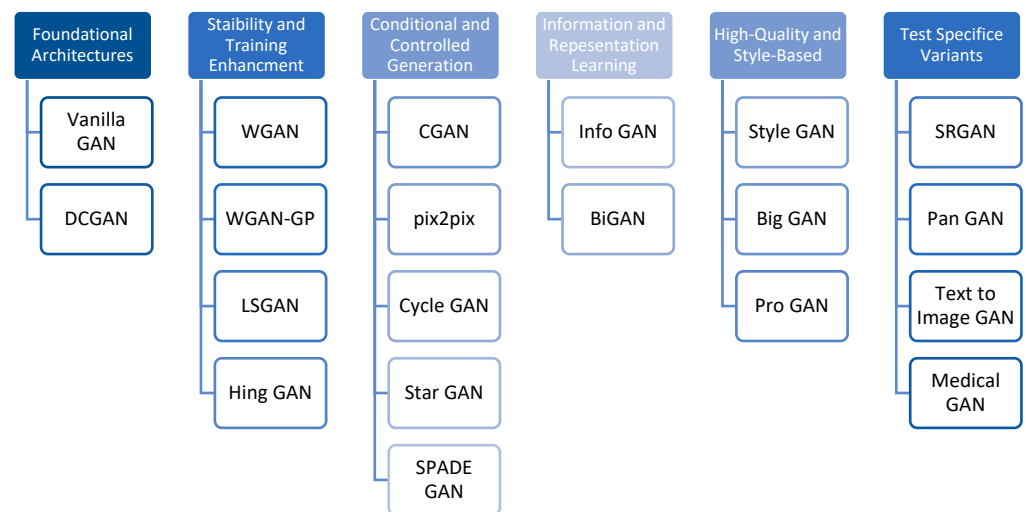 Foundational
Architectures
Vanilla
GAN
DCGAN
Staibility and
Training
Enhancment
WGAN
WGAN-GP
LSGAN
Hing GAN
Conditional and
Controlled
Generation
CGAN
pix2pix
Cycle GAN
Star GAN
SPADE
GAN
Information and
Repesentation
Learning
Info GAN
BiGAN
High-Quality and
Style-Based
Style GAN
Big GAN
Pro GAN
Test Specifice
Variants
SRGAN
Pan GAN
Text to
Image GAN
Medical
GAN